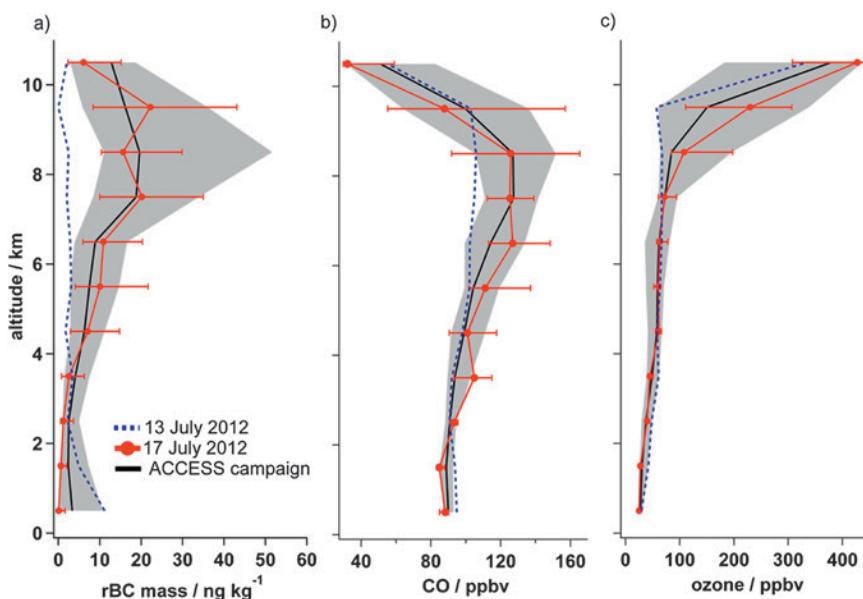 a)
b)
c)
altitude / km
10
8
6
4
2
0
13 July 2012
17 July 2012
ACCESS campaign
0 10 20 30 40 50 60
40 80 120 160
0 100 200 300 400
rBC mass / ng kg⁻¹
CO / ppbv
ozone / ppbv